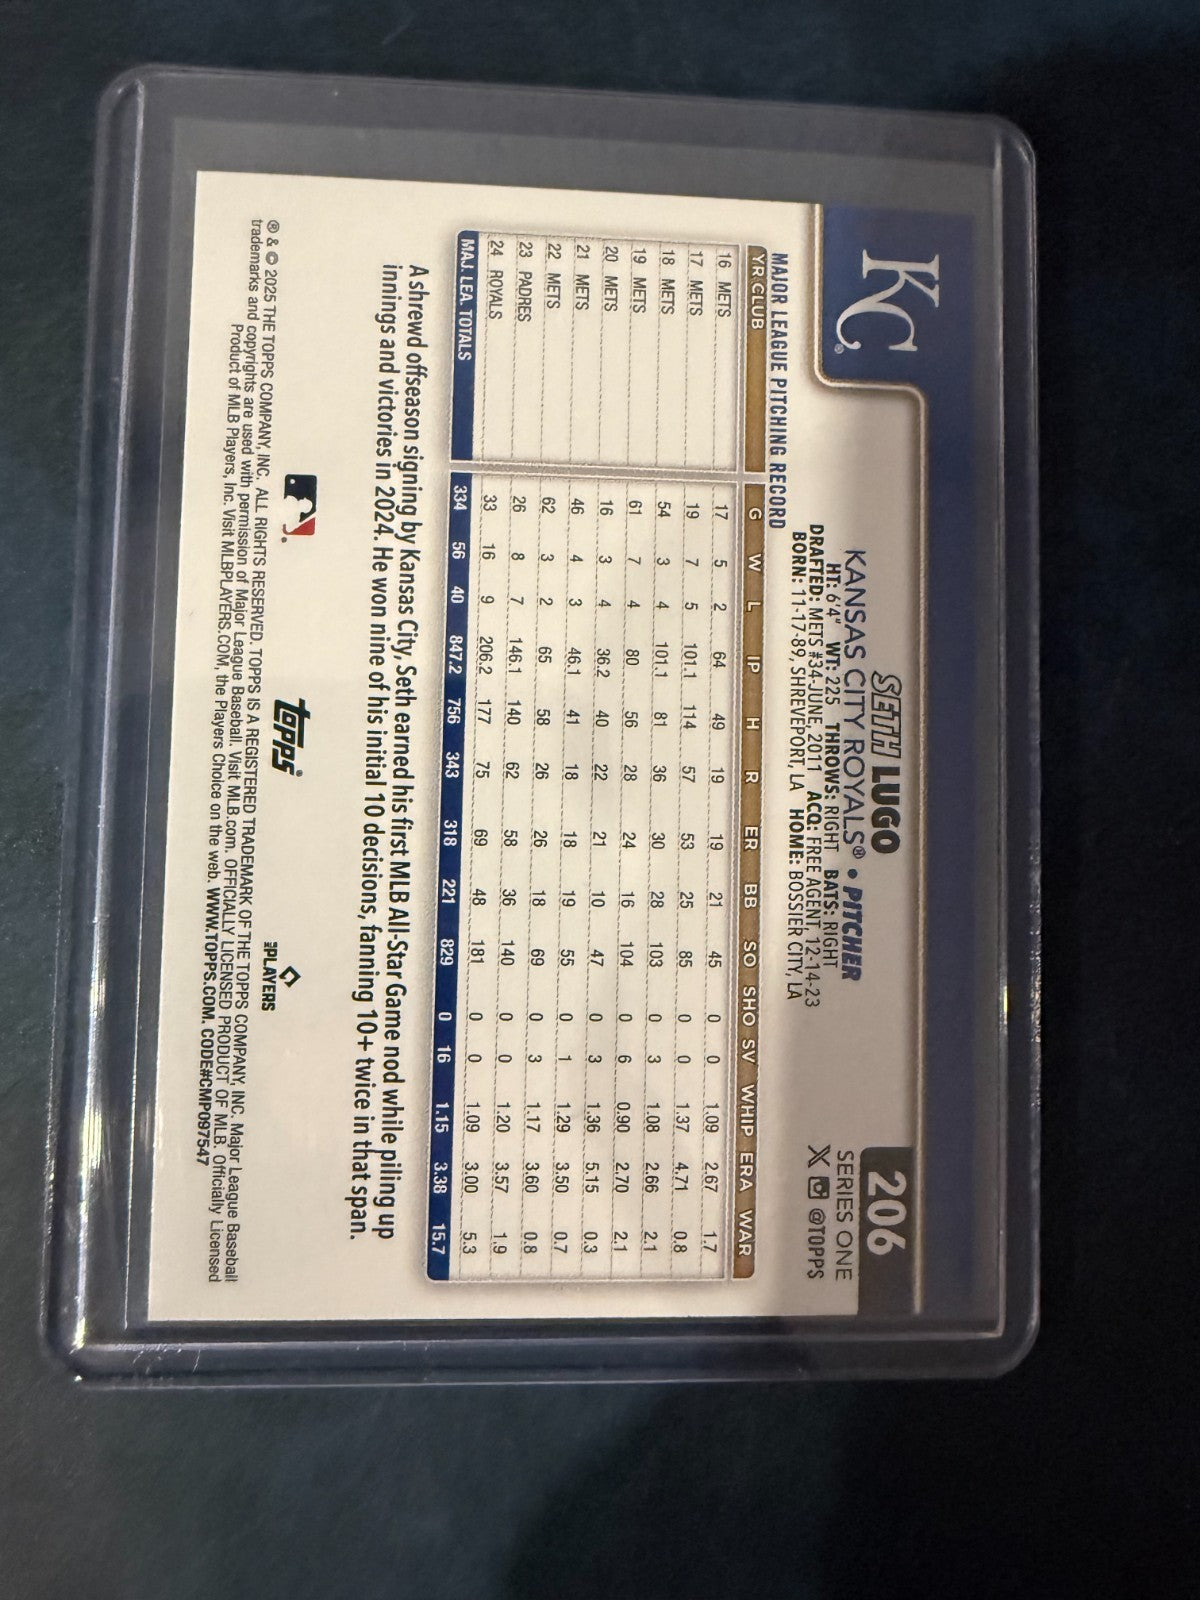 KC®
206
SERIES ONE
X @TOPPS
SETH LUGO
KANSAS CITY ROYALS® • PITCHER
HT: 6'4" WT: 225 THROWS: RIGHT BATS: RIGHT
DRAFTED: METS #34-JUNE, 2011 ACQ: FREE AGENT, 12-14-23
BORN: 11-17-89, SHREVEPORT, LA HOME: BOSSIER CITY, LA
MAJOR LEAGUE PITCHING RECORD
YR CLUB G W L IP H R ER BB SO SHO SV WHIP ERA WAR
16 METS 17 5 2 64 49 19 19 21 45 0 0 1.09 2.67 1.7
17 METS 19 7 5 101.1 114 57 53 25 85 0 0 1.37 4.71 0.8
18 METS 54 3 4 101.1 81 36 30 28 103 0 3 1.08 2.66 2.1
19 METS 61 7 4 80 56 28 24 16 104 0 6 0.90 2.70 2.1
20 METS 16 3 4 36.2 40 22 21 10 47 0 3 1.36 5.15 0.3
21 METS 46 4 3 46.1 41 18 18 19 55 0 1 1.29 3.50 0.7
22 METS 62 3 2 65 58 26 26 18 69 0 3 1.17 3.60 0.8
23 PADRES 26 8 7 146.1 140 62 58 36 140 0 0 1.20 3.57 1.9
24 ROYALS 33 16 9 206.2 177 75 69 48 181 0 0 1.09 3.00 5.3
MAJ. LEA. TOTALS 334 56 40 847.2 756 343 318 221 829 0 16 1.15 3.38 15.7
A shrewd offseason signing by Kansas City, Seth earned his first MLB All-Star Game nod while piling up
innings and victories in 2024. He won nine of his initial 10 decisions, fanning 10+ twice in that span.
topps®
PLAYERS
® & © 2025 THE TOPPS COMPANY, INC. ALL RIGHTS RESERVED. TOPPS IS A REGISTERED TRADEMARK OF THE TOPPS COMPANY, INC. Major League Baseball
trademarks and copyrights are used with permission of Major League Baseball. Visit MLB.com. OFFICIALLY LICENSED PRODUCT OF MLB. Officially Licensed
Product of MLB Players, Inc. Visit MLBPLAYERS.COM, the Players Choice on the web. WWW.TOPPS.COM. CODE#CMP097547